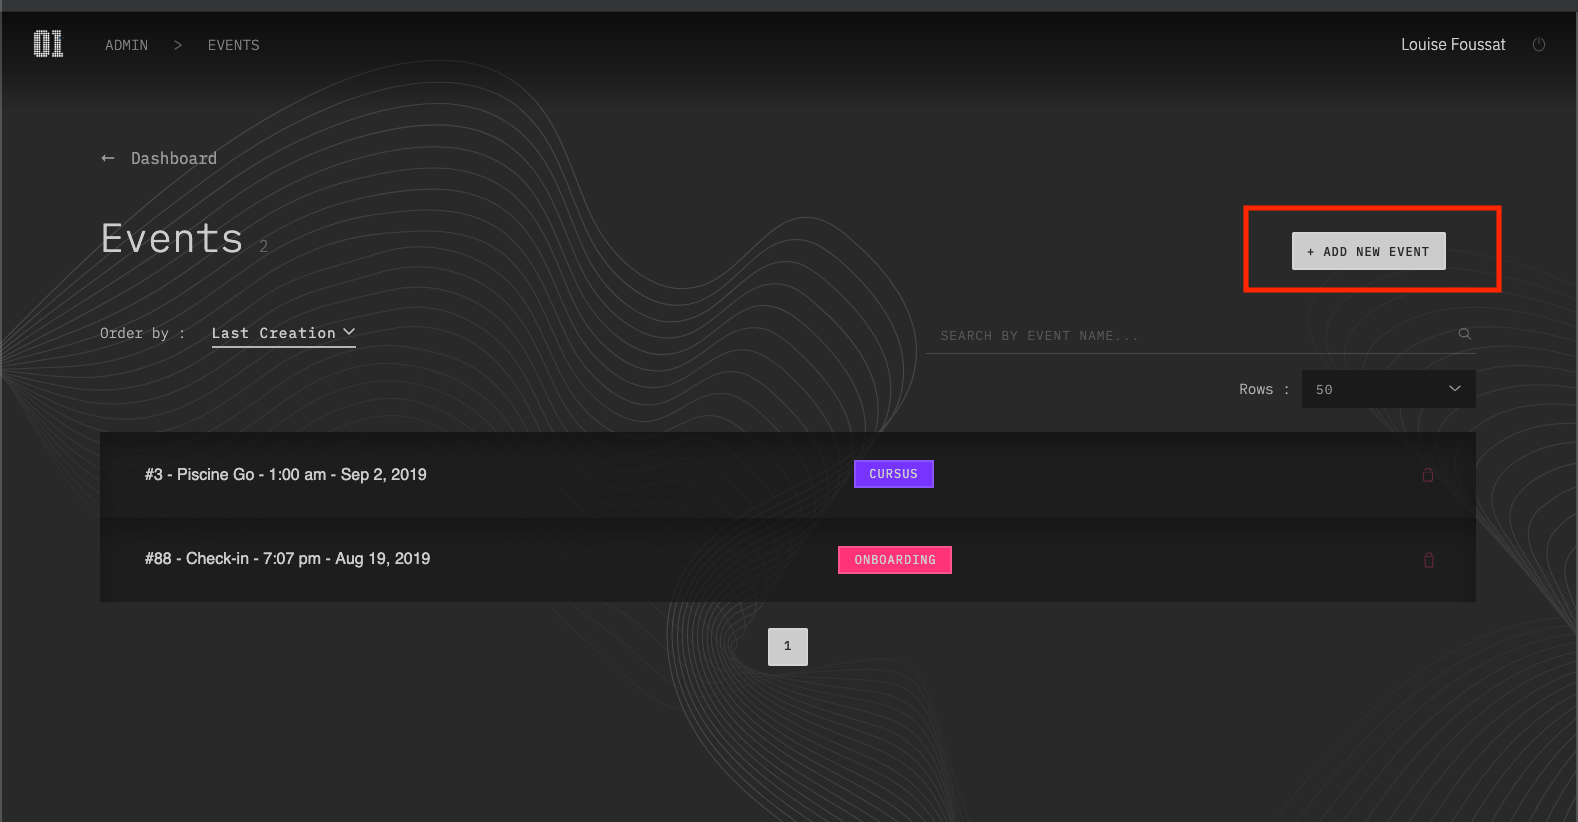 01
ADMIN > EVENTS
Louise Foussat
← Dashboard
Events 2
+ ADD NEW EVENT
Order by : Last Creation
SEARCH BY EVENT NAME...
Rows : 50
#3 - Piscine Go - 1:00 am - Sep 2, 2019
CURSUS
#88 - Check-in - 7:07 pm - Aug 19, 2019
ONBOARDING
1